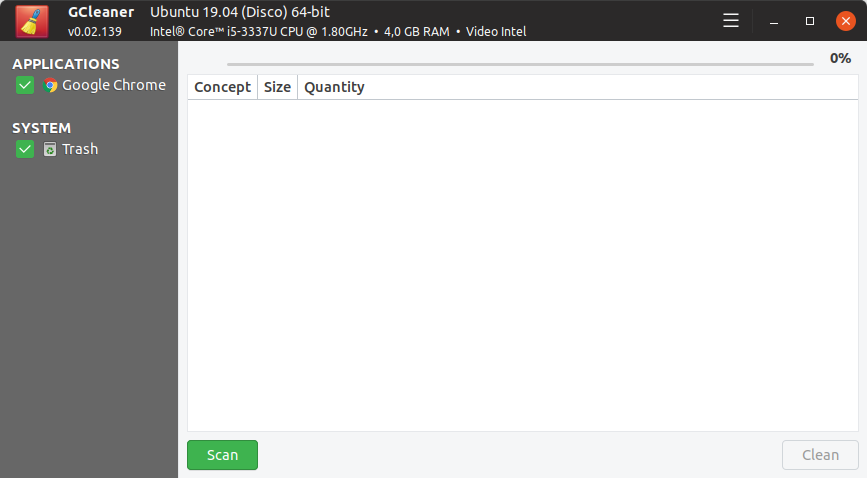 GCleaner
v0.02.139
Ubuntu 19.04 (Disco) 64-bit
Intel® Core™ i5-3337U CPU @ 1.80GHz • 4,0 GB RAM • Video Intel
APPLICATIONS
Google Chrome
SYSTEM
Trash
0%
Concept Size Quantity
Scan
Clean